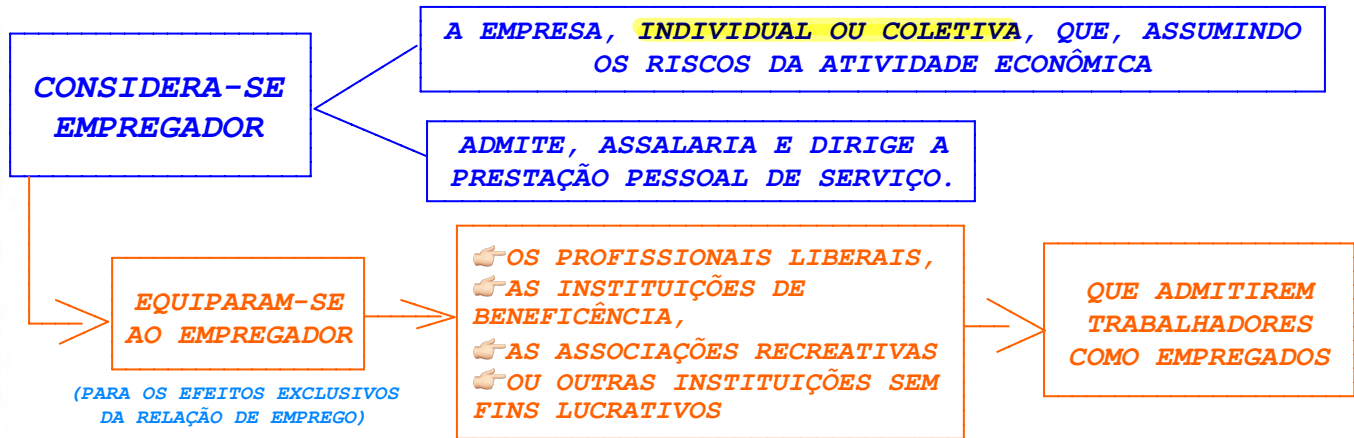 CONSIDERA-SE
EMPREGADOR
A EMPRESA, INDIVIDUAL OU COLETIVA, QUE, ASSUMINDO
OS RISCOS DA ATIVIDADE ECONÔMICA
ADMITE, ASSALARIA E DIRIGE A
PRESTAÇÃO PESSOAL DE SERVIÇO.
EQUIPARAM-SE
AO EMPREGADOR
(PARA OS EFEITOS EXCLUSIVOS
DA RELAÇÃO DE EMPREGO)
👉OS PROFISSIONAIS LIBERAIS,
👉AS INSTITUIÇÕES DE
BENEFICÊNCIA,
👉AS ASSOCIAÇÕES RECREATIVAS
👉OU OUTRAS INSTITUIÇÕES SEM
FINS LUCRATIVOS
QUE ADMITIREM
TRABALHADORES
COMO EMPREGADOS